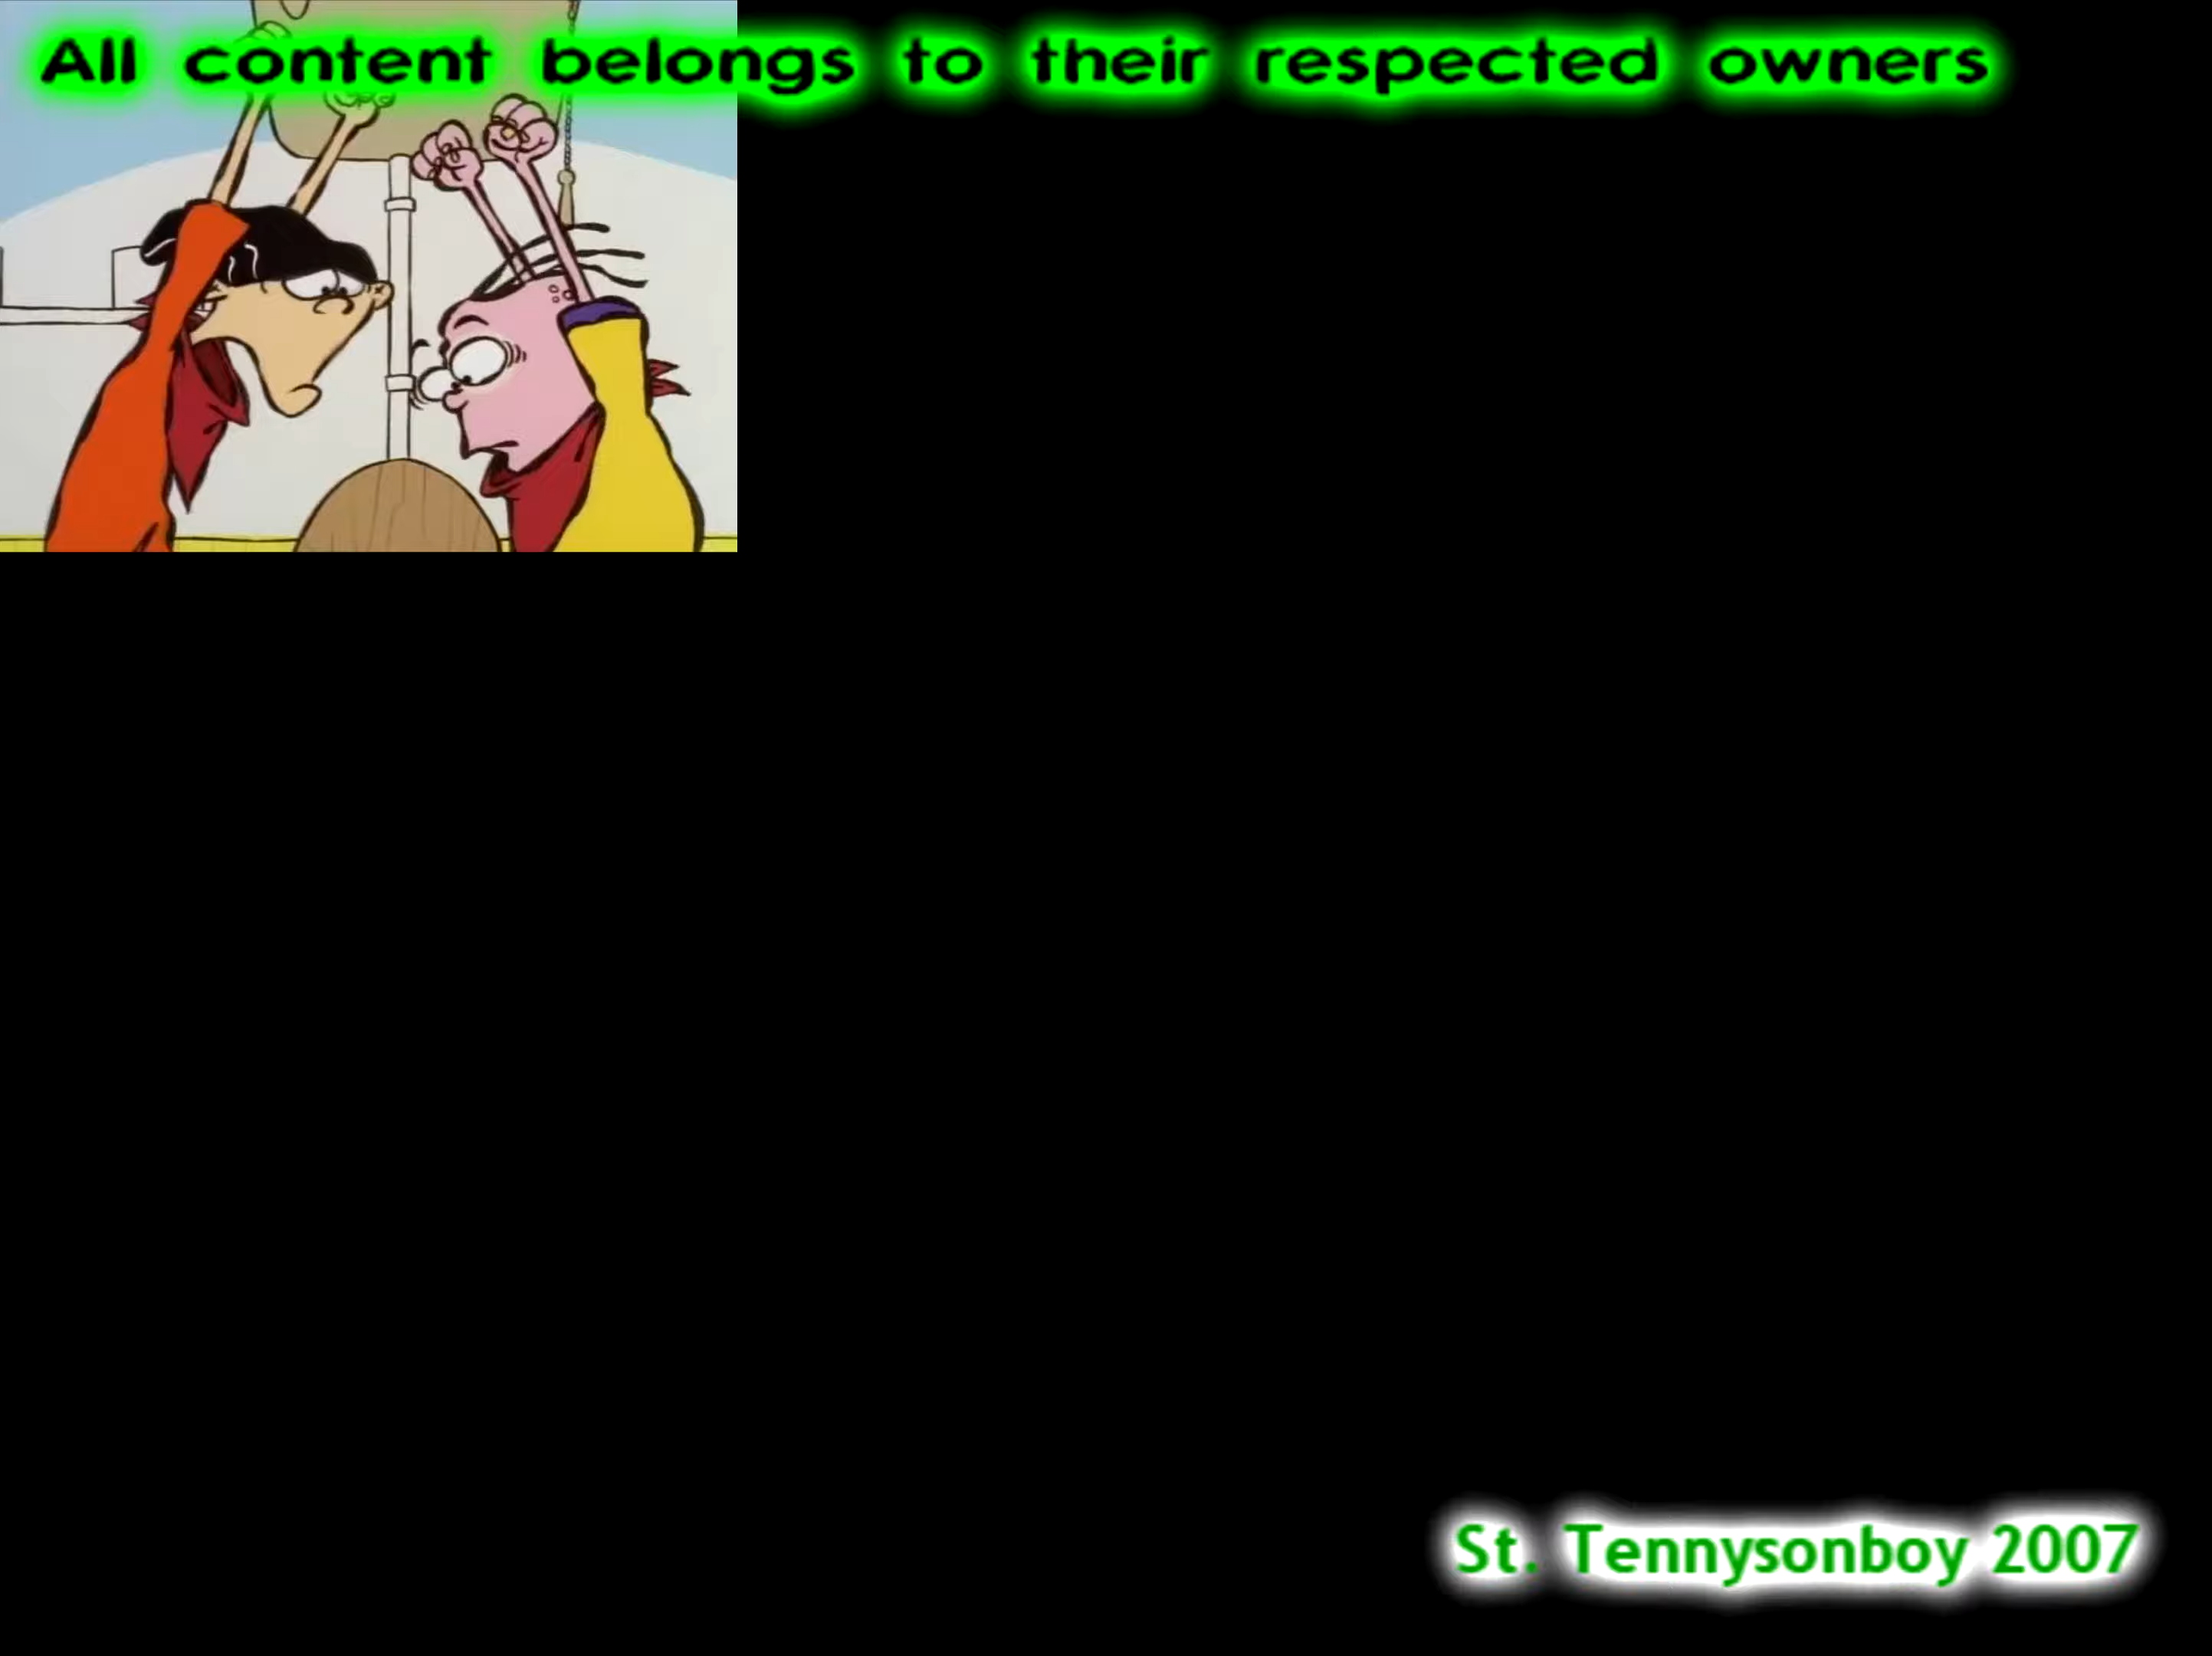 All content belongs to their respected owners
St. Tennysonboy 2007